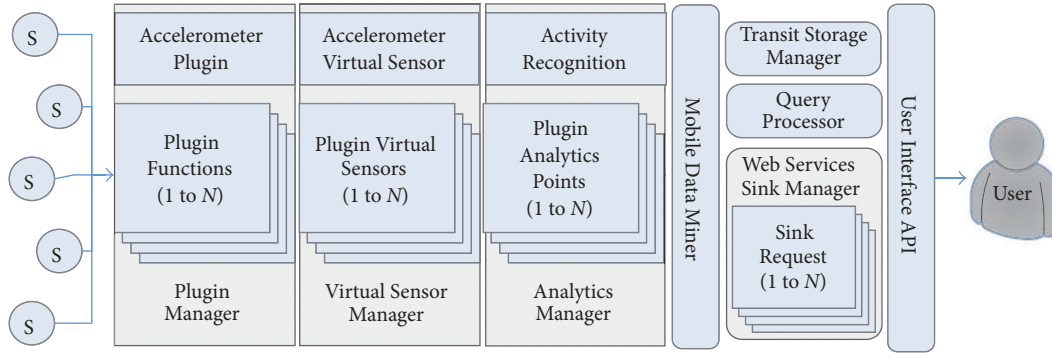 S
S
S
S
S
Accelerometer
Plugin
Plugin
Functions
(1 to N)
Plugin
Manager
Accelerometer
Virtual Sensor
Plugin Virtual
Sensors
(1 to N)
Virtual Sensor
Manager
Activity
Recognition
Plugin
Analytics
Points
(1 to N)
Analytics
Manager
Mobile Data Miner
Transit Storage
Manager
Query
Processor
Web Services
Sink Manager
Sink
Request
(1 to N)
User Interface API
User